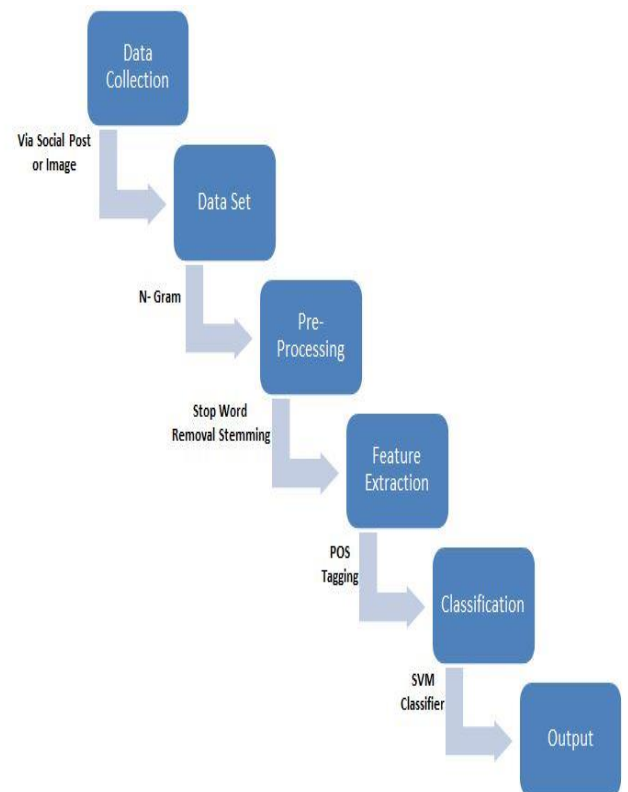 Data
Collection
Via Social Post
or Image
Data Set
N- Gram
Pre-
Processing
Stop Word
Removal Stemming
Feature
Extraction
POS
Tagging
Classification
SVM
Classifier
Output